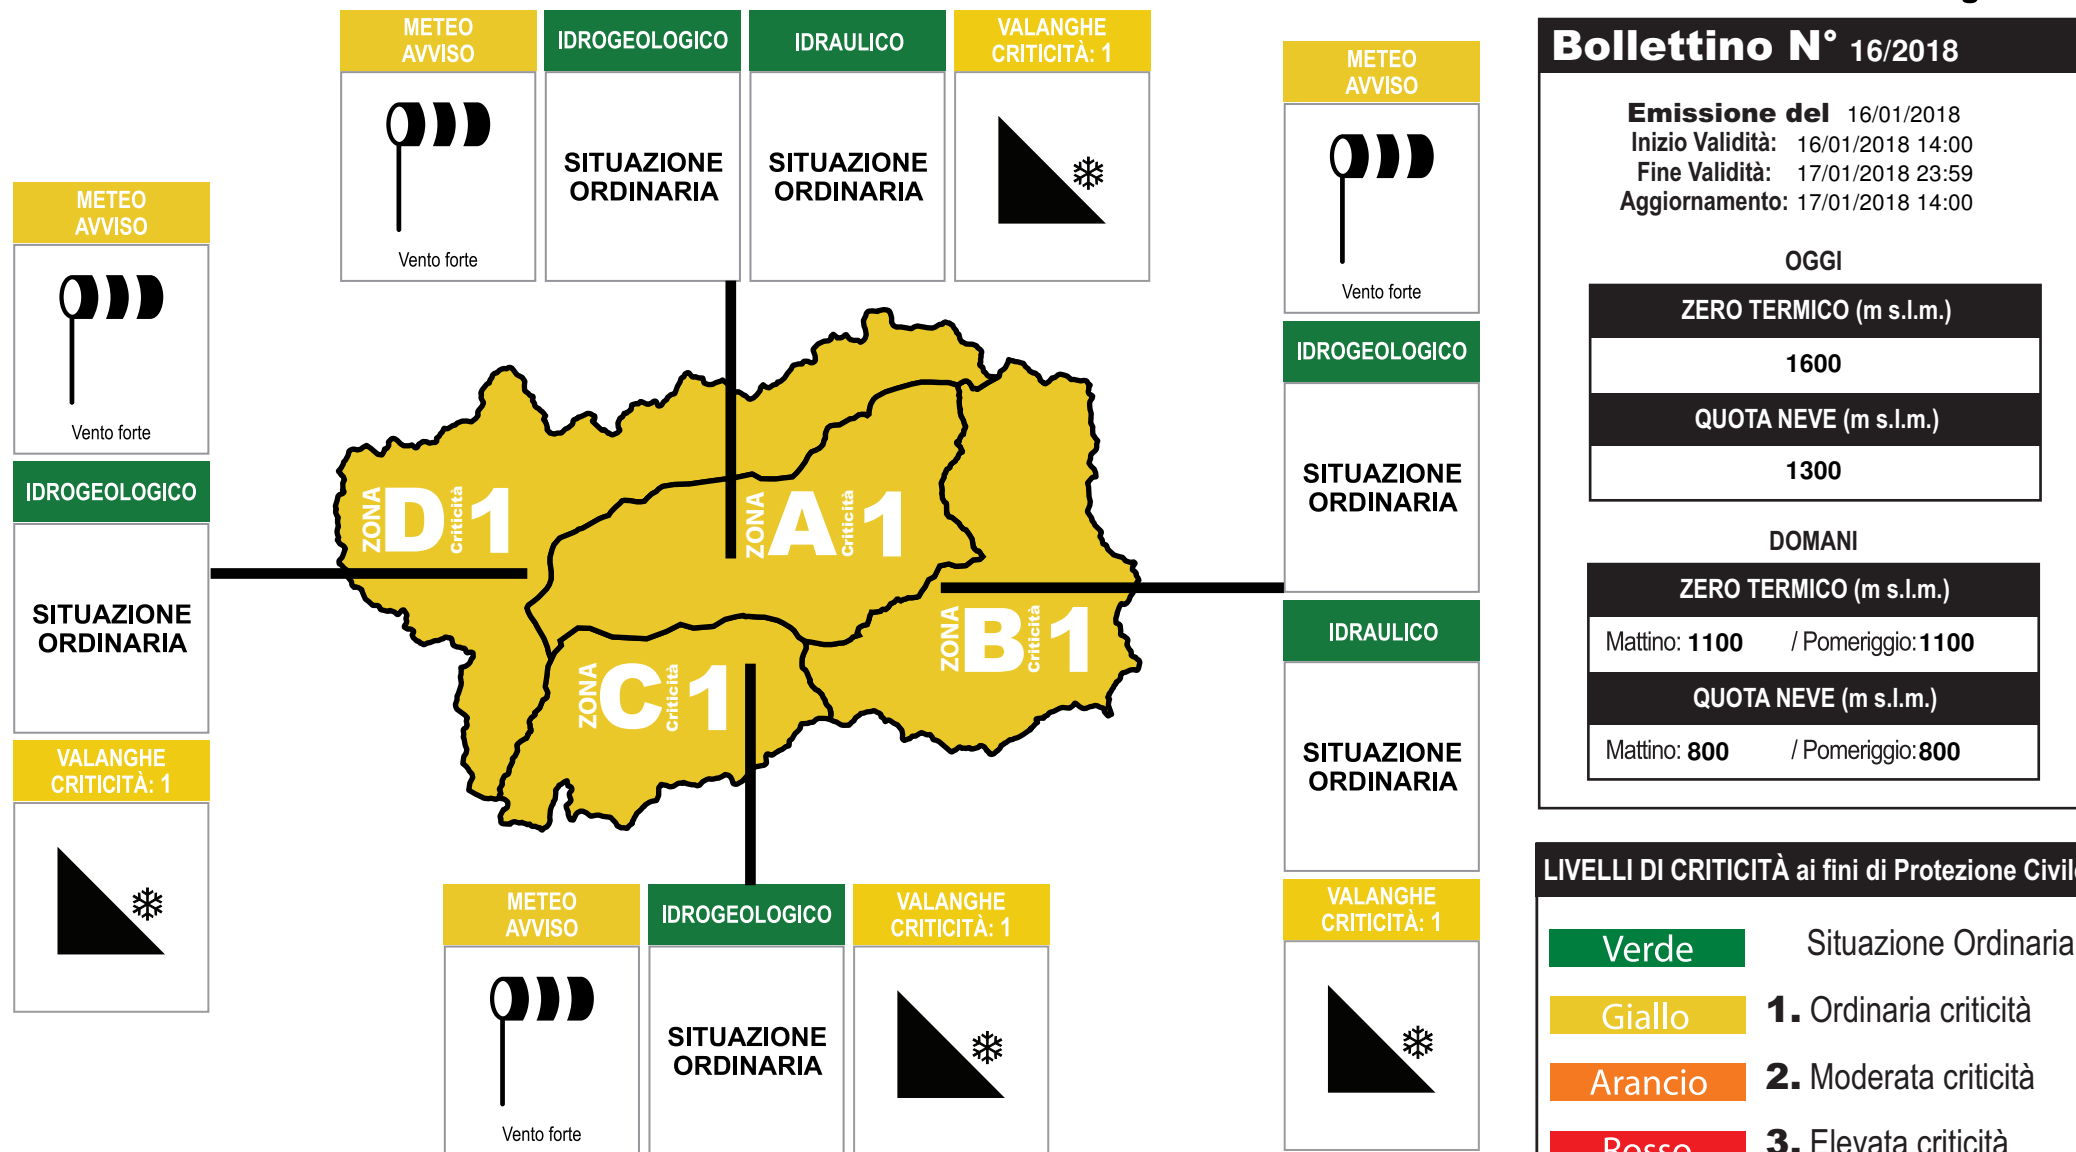 METEO
AVVISO
Vento forte
IDROGEOLOGICO
SITUAZIONE
ORDINARIA
IDRAULICO
SITUAZIONE
ORDINARIA
VALANGHE
CRITICITÀ: 1
METEO
AVVISO
Vento forte
IDROGEOLOGICO
SITUAZIONE
ORDINARIA
VALANGHE
CRITICITÀ: 1
ZONA D Criticità 1
ZONA A Criticità 1
ZONA B Criticità 1
ZONA C Criticità 1
METEO
AVVISO
Vento forte
IDROGEOLOGICO
SITUAZIONE
ORDINARIA
IDRAULICO
SITUAZIONE
ORDINARIA
VALANGHE
CRITICITÀ: 1
METEO
AVVISO
Vento forte
IDROGEOLOGICO
SITUAZIONE
ORDINARIA
VALANGHE
CRITICITÀ: 1
Bollettino N° 16/2018
Emissione del 16/01/2018
Inizio Validità: 16/01/2018 14:00
Fine Validità: 17/01/2018 23:59
Aggiornamento: 17/01/2018 14:00
OGGI
ZERO TERMICO (m s.l.m.)
1600
QUOTA NEVE (m s.l.m.)
1300
DOMANI
ZERO TERMICO (m s.l.m.)
Mattino: 1100 / Pomeriggio: 1100
QUOTA NEVE (m s.l.m.)
Mattino: 800 / Pomeriggio: 800
LIVELLI DI CRITICITÀ ai fini di Protezione Civile
Verde Situazione Ordinaria
Giallo 1. Ordinaria criticità
Arancio 2. Moderata criticità
Rosso 3. Elevata criticità